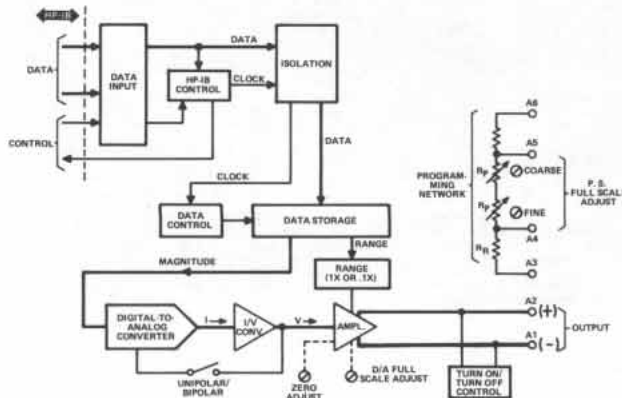 HP-IB
DATA
CONTROL
DATA
INPUT
DATA
HP-IB
CONTROL
CLOCK
ISOLATION
DATA
CLOCK
DATA
CONTROL
DATA STORAGE
MAGNITUDE
RANGE
RANGE
(1X OR .1X)
DIGITAL-TO-
ANALOG
CONVERTER
I
I/V
CONV.
V
AMPL.
UNIPOLAR/
BIPOLAR
ZERO
ADJUST
D/A FULL
SCALE ADJUST
TURN ON/
TURN OFF
CONTROL
A2
(+)
A1
(-)
OUTPUT
PROGRAM-
MING
NETWORK
A6
A5
RP
COARSE
RP
FINE
A4
RR
A3
P. S.
FULL SCALE
ADJUST